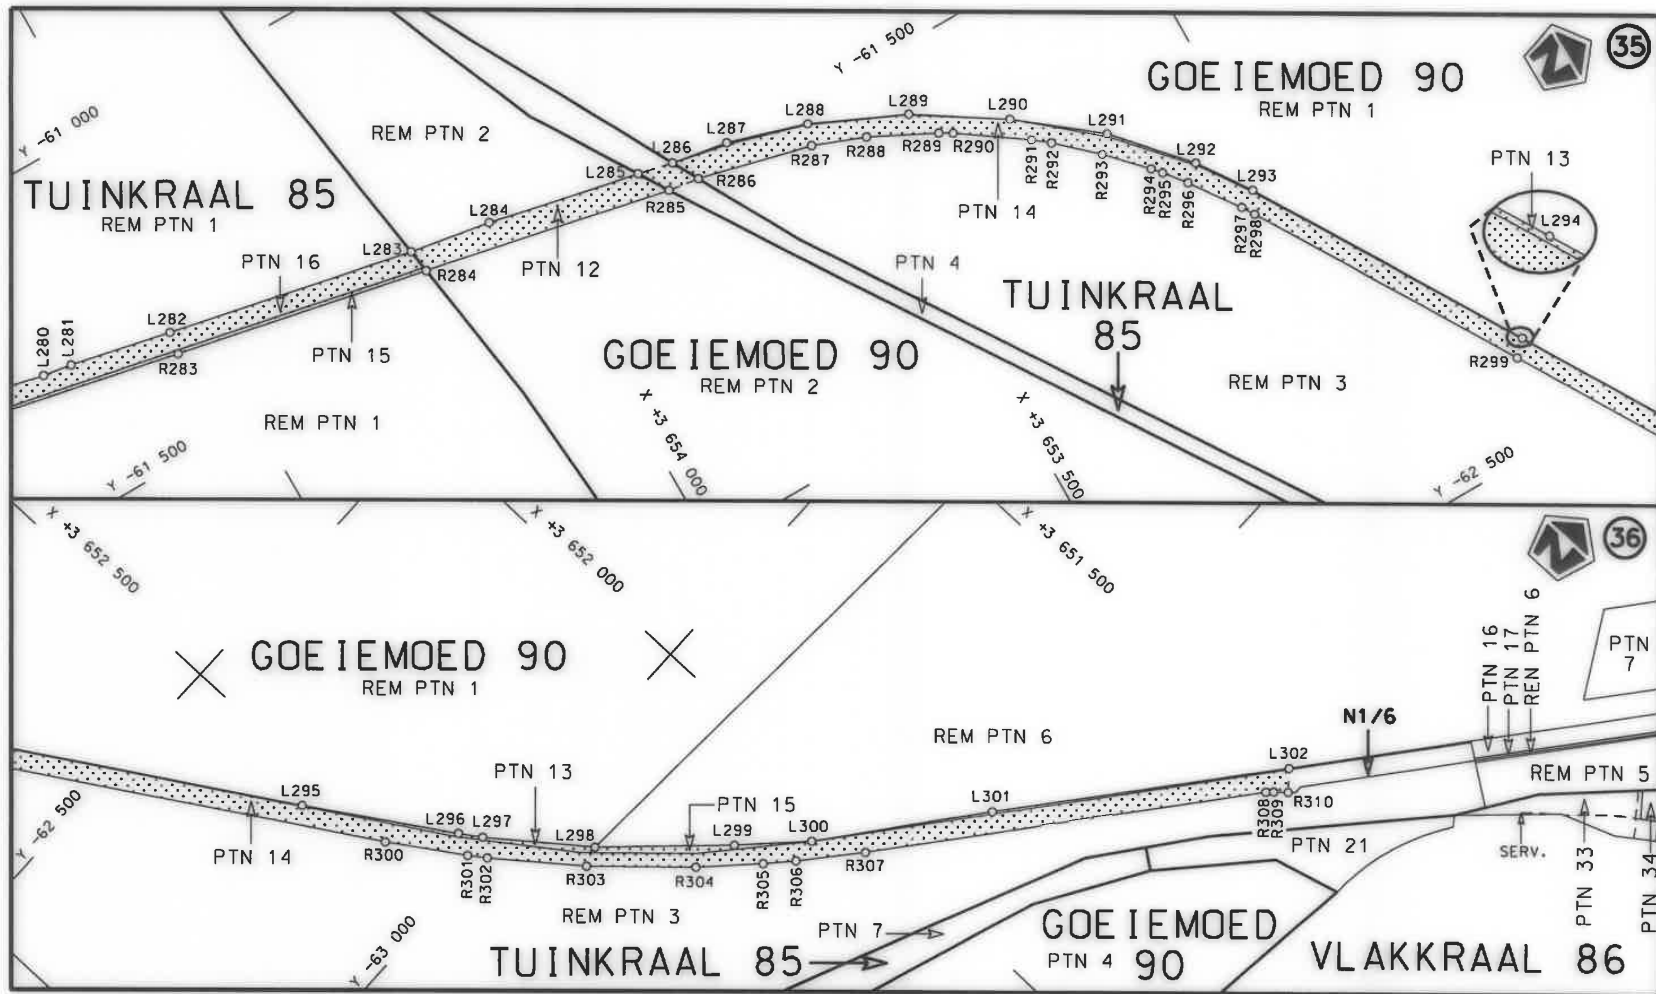 35
Y -61 500
GOEIEMOED 90
REM PTN 1
Y -61 000
REM PTN 2
L288
L289
L290
L287
L291
L286
R287
R288
R289
R290
R291
R292
L292
PTN 13
L285
R286
R293
L293
TUINKRAAL 85
REM PTN 1
R285
PTN 14
R294
R295
R296
L294
L284
R297
R298
L283
PTN 16
R284
PTN 12
PTN 4
TUINKRAAL
85
L280
L281
L282
R283
PTN 15
GOEIEMOED 90
REM PTN 2
R299
REM PTN 3
REM PTN 1
X +3 654 000
X +3 653 500
Y -61 500
Y -62 500
36
X +3 652 500
X +3 652 000
X +3 651 500
PTN 16
PTN 17
REN PTN 6
PTN
7
GOEIEMOED 90
REM PTN 1
N1/6
REM PTN 6
L302
PTN 13
REM PTN 5
L295
PTN 15
L301
R308
R309
R310
L296
L297
L298
L299
L300
Y -62 500
PTN 14
R300
R301
R302
R303
R304
R305
R306
R307
PTN 21
SERV.
PTN 33
PTN 34
REM PTN 3
PTN 7
GOEIEMOED
PTN 4 90
Y -63 000
TUINKRAAL 85
VLAKKRAAL 86